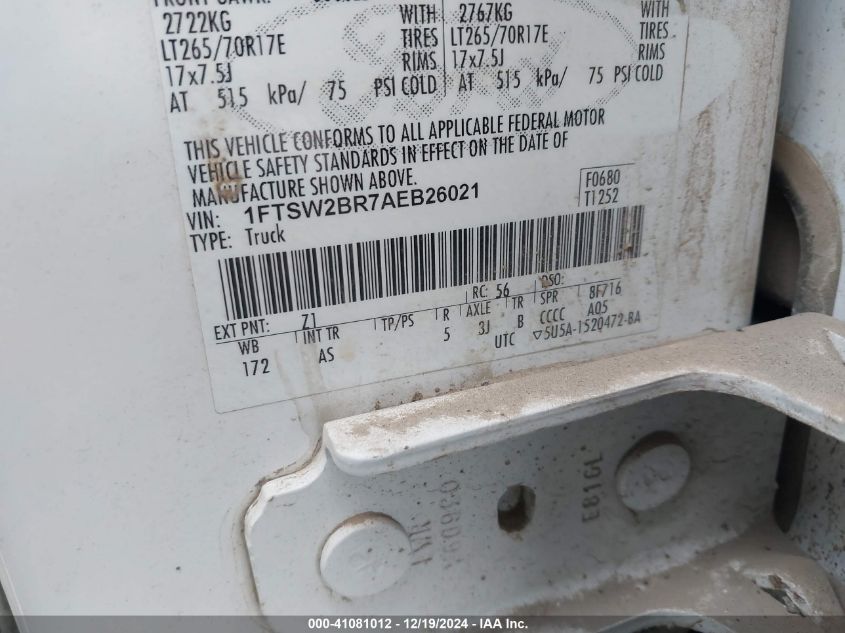 2722KG WITH 2767KG WITH
LT265/70R17E TIRES LT265/70R17E TIRES
17x7.5J RIMS 17x7.5J RIMS
AT 515 kPa/ 75 PSI COLD AT 515 kPa/ 75 PSI COLD
THIS VEHICLE CONFORMS TO ALL APPLICABLE FEDERAL MOTOR
VEHICLE SAFETY STANDARDS IN EFFECT ON THE DATE OF
MANUFACTURE SHOWN ABOVE.
VIN: 1FTSW2BR7AEB26021
F0680
TYPE: Truck
T1252
EXT PNT: Z1 RC: 56 DSO:
WB INT TR TP/PS R AXLE TR SPR 8F716
172 AS 5 3J B CCCC A05
UTC ▽5U5A-1520472-BA
E816L
000-41081012 - 12/19/2024 - IAA Inc.